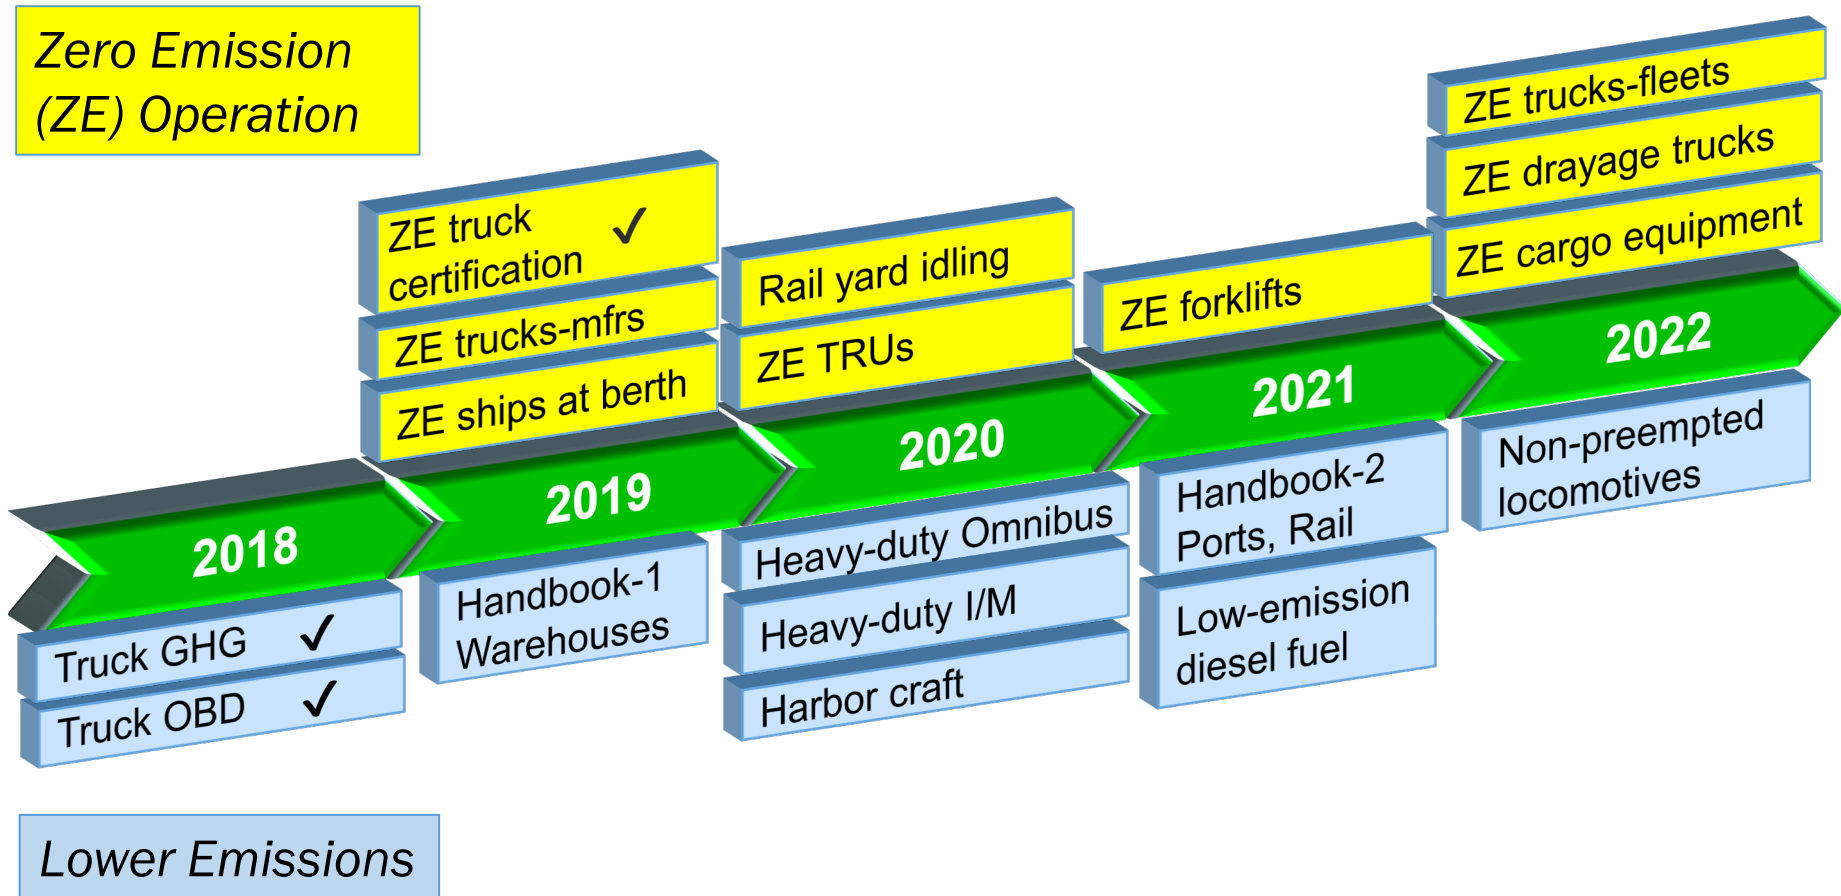 Zero Emission
(ZE) Operation
ZE truck
certification ✓
ZE trucks-mfrs
ZE ships at berth
Rail yard idling
ZE TRUs
ZE forklifts
ZE trucks-fleets
ZE drayage trucks
ZE cargo equipment
2018
2019
2020
2021
2022
Truck GHG ✓
Truck OBD ✓
Handbook-1
Warehouses
Heavy-duty Omnibus
Heavy-duty I/M
Harbor craft
Handbook-2
Ports, Rail
Low-emission
diesel fuel
Non-preempted
locomotives
Lower Emissions